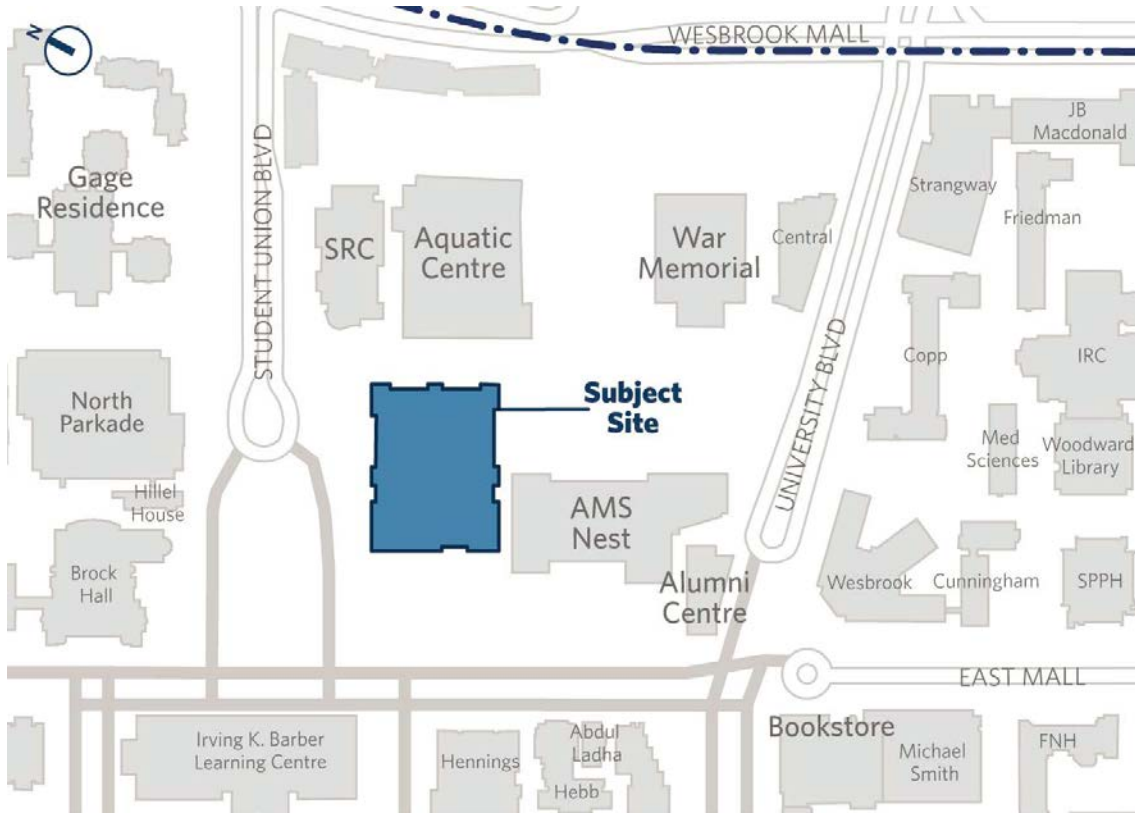 N
WESBROOK MALL
STUDENT UNION BLVD
Gage
Residence
SRC
Aquatic
Centre
War
Memorial
Central
Strangway
JB
Macdonald
Friedman
UNIVERSITY BLVD
Copp
IRC
North
Parkade
Subject
Site
Med
Sciences
Woodward
Library
Hillel
House
AMS
Nest
Brock
Hall
Alumni
Centre
Wesbrook
Cunningham
SPPH
EAST MALL
Bookstore
Irving K. Barber
Learning Centre
Hennings
Abdul
Ladha
Hebb
Michael
Smith
FNH